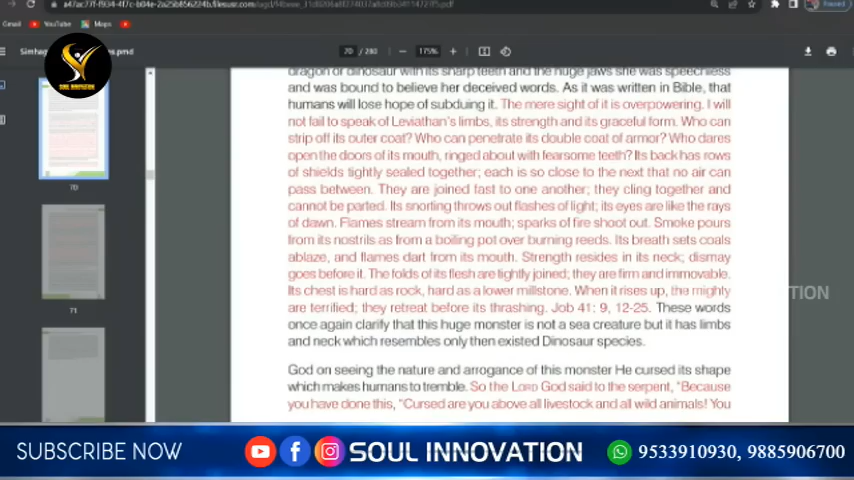 Gmail YouTube Maps
70 / 280 175%
dragon or dinosaur with its sharp teeth and the huge jaws she was speechless
and was bound to believe her deceived words. As it was written in Bible, that
humans will lose hope of subduing it. The mere sight of it is overpowering. I will
not fail to speak of Leviathan's limbs, its strength and its graceful form. Who can
strip off its outer coat? Who can penetrate its double coat of armor? Who dares
open the doors of its mouth, ringed about with fearsome teeth? Its back has rows
of shields tightly sealed together; each is so close to the next that no air can
pass between. They are joined fast to one another; they cling together and
cannot be parted. Its snorting throws out flashes of light; its eyes are like the rays
of dawn. Flames stream from its mouth; sparks of fire shoot out. Smoke pours
from its nostrils as from a boiling pot over burning reeds. Its breath sets coals
ablaze, and flames dart from its mouth. Strength resides in its neck; dismay
goes before it. The folds of its flesh are tightly joined; they are firm and immovable.
Its chest is hard as rock, hard as a lower millstone. When it rises up, the mighty
are terrified; they retreat before its thrashing. Job 41: 9, 12-25. These words
once again clarify that this huge monster is not a sea creature but it has limbs
and neck which resembles only then existed Dinosaur species.
God on seeing the nature and arrogance of this monster He cursed its shape
which makes humans to tremble. So the LORD God said to the serpent, "Because
you have done this, "Cursed are you above all livestock and all wild animals! You
SOUL INNOVATION
70
71
TION
SUBSCRIBE NOW SOUL INNOVATION 9533910930, 9885906700